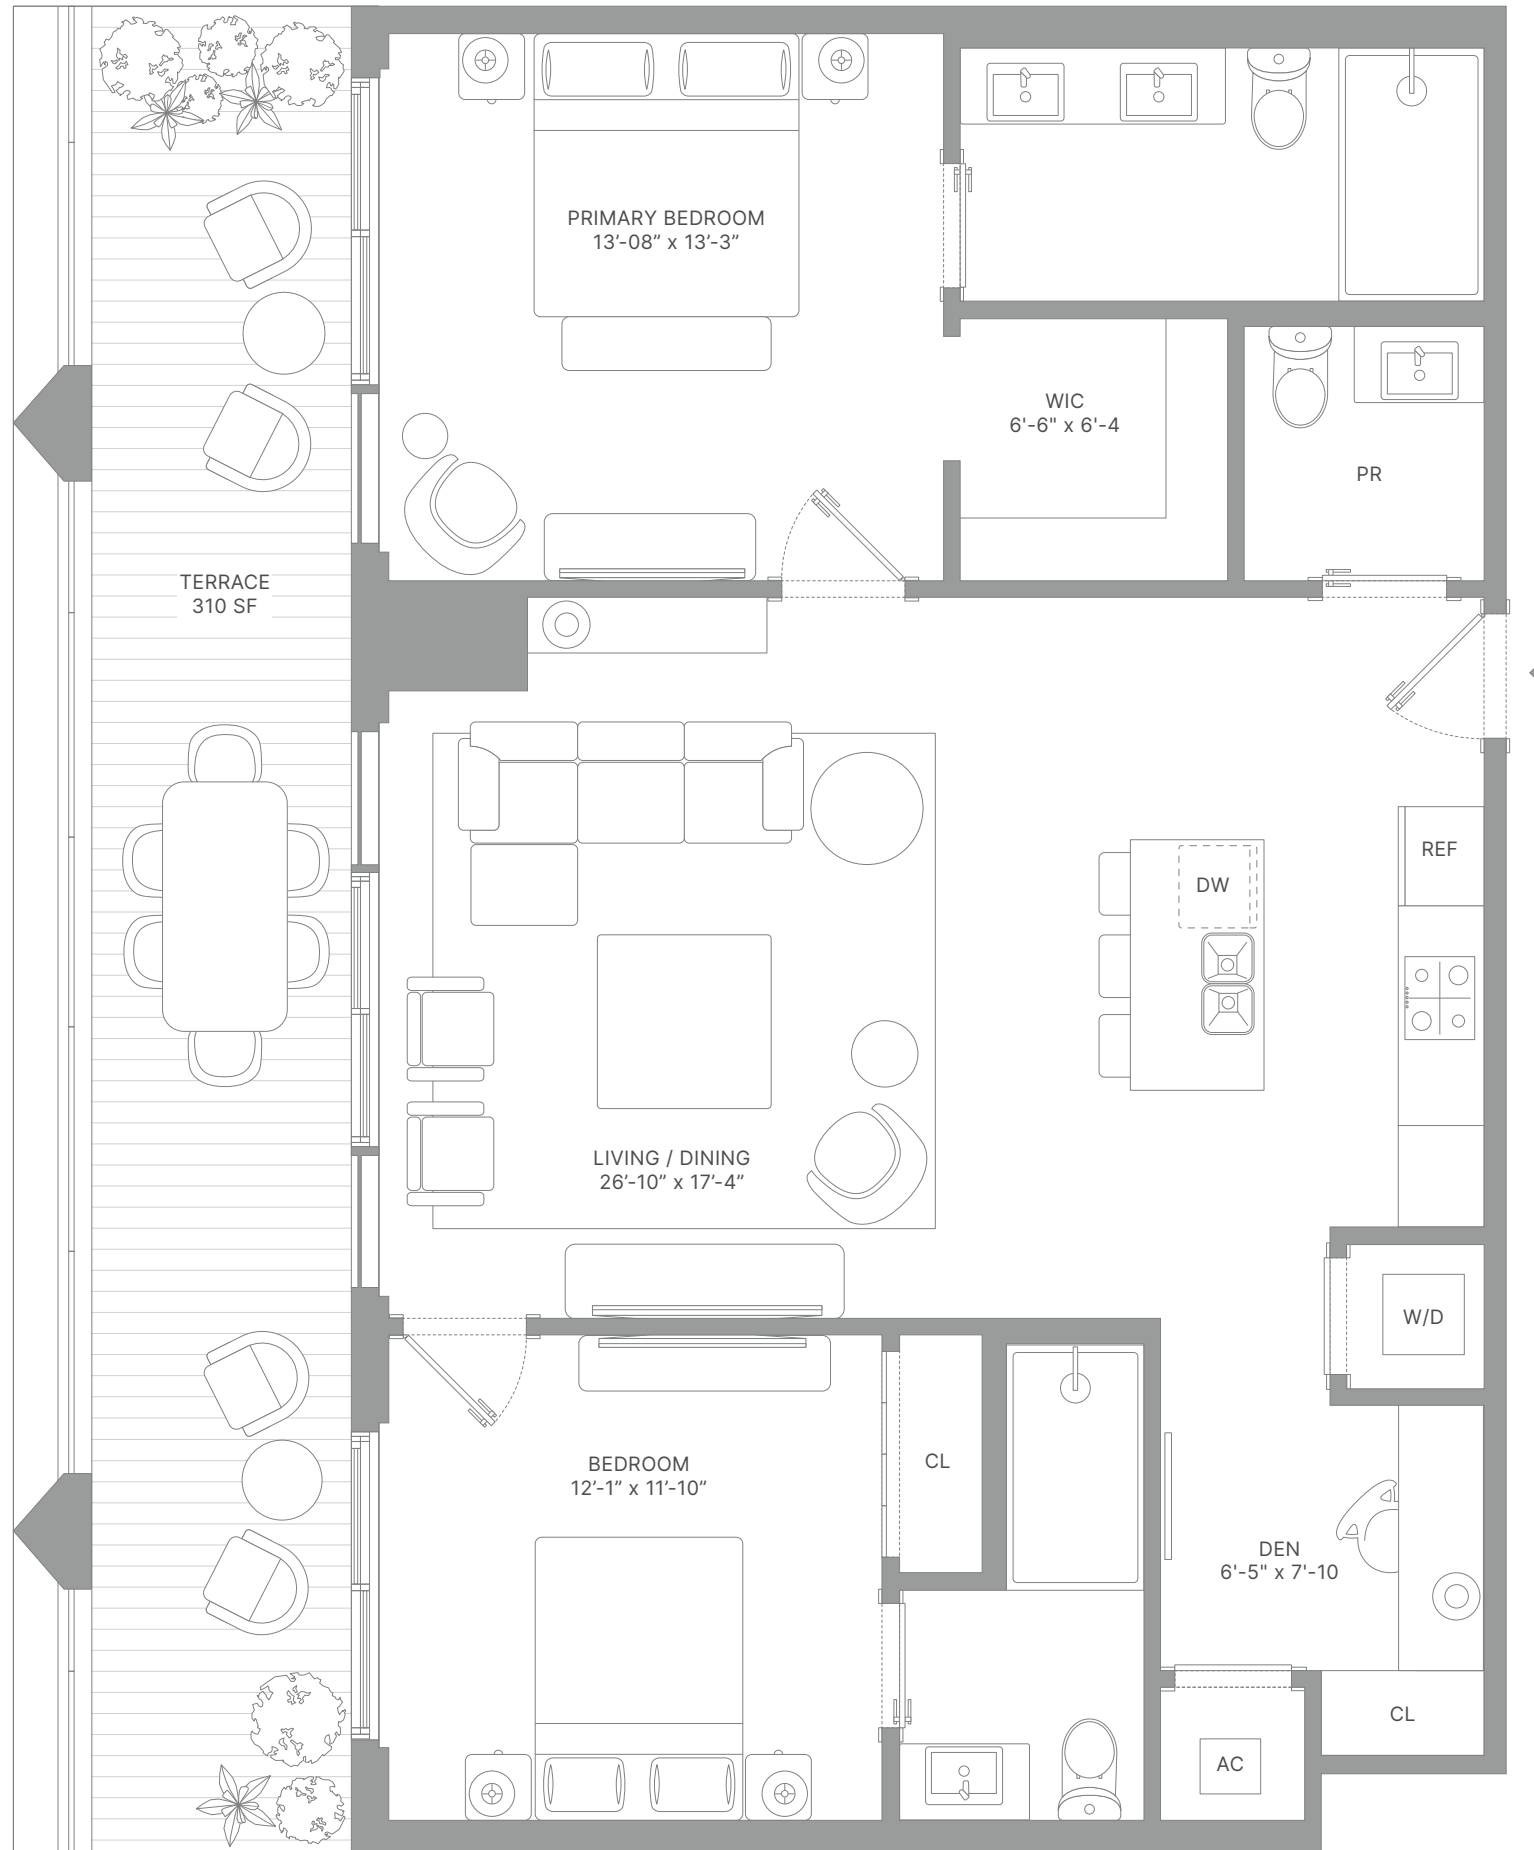 PRIMARY BEDROOM
13'-08” x 13'-3”
WIC
6'-6" x 6'-4
PR
TERRACE
310 SF
REF
DW
LIVING / DINING
26’-10” x 17’-4”
W/D
BEDROOM
12’-1” x 11’-10”
CL
DEN
6'-5" x 7'-10
CL
AC